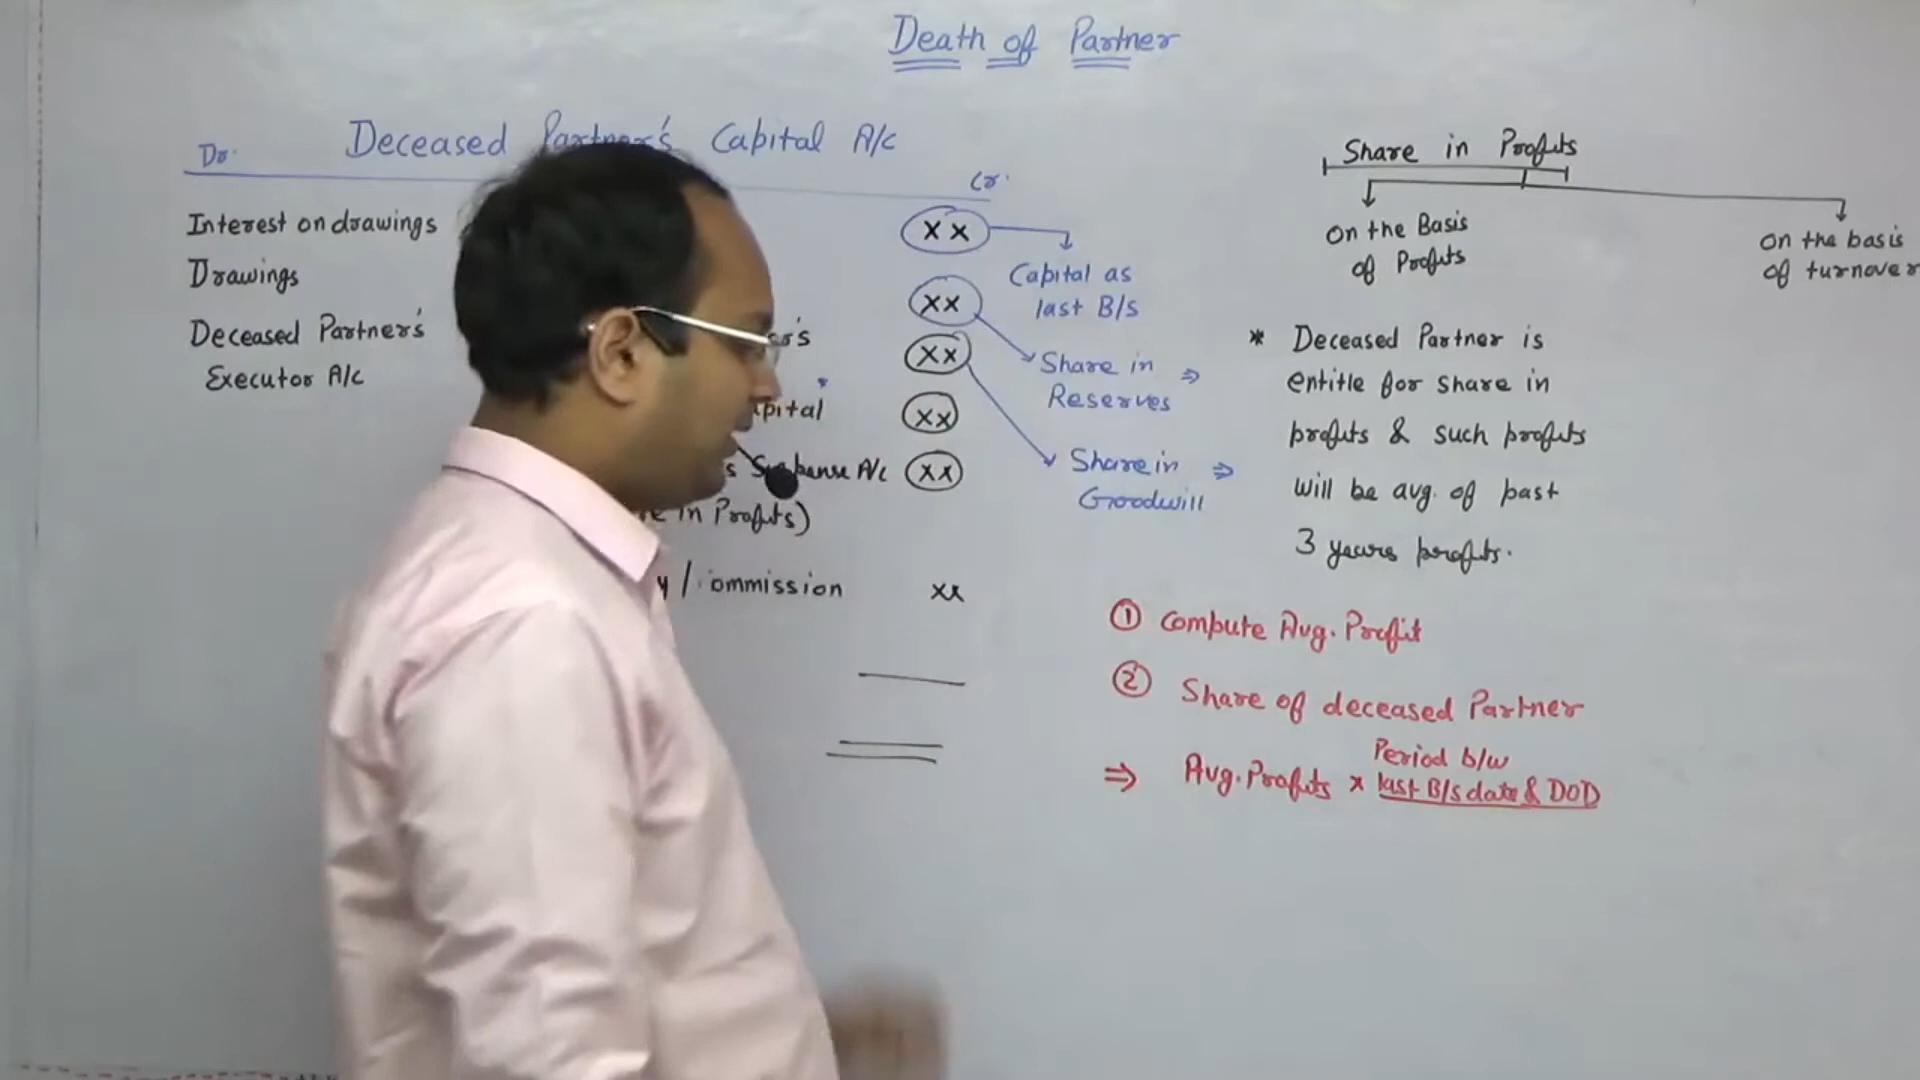 Death of Partner
Deceased Partner's Capital A/c
Dr.
Cr.
Interest on drawings
Drawings
Deceased Partner's
Executor A/c
xx
xx
xx
xx
Suspense A/c xx
in Profits)
/ commission xx
Capital as
last B/s
Share in
Reserves ⇒
Share in ⇒
Goodwill
Share in Profits
on the Basis
of Profits
on the basis
of turnover
* Deceased Partner is
entitle for share in
profits & such profits
will be avg. of past
3 years profits.
① Compute Avg. Profit
② Share of deceased Partner
Period b/w
⇒ Avg. Profits x last B/s date & DOD